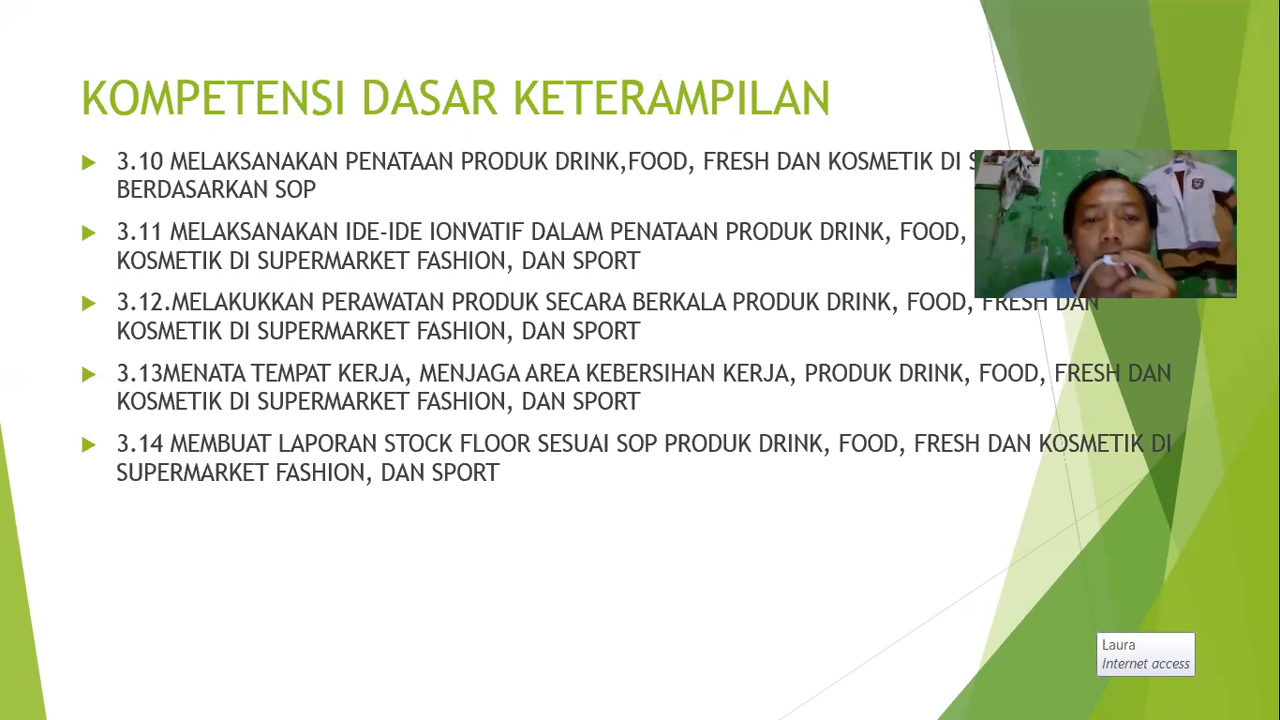 KOMPETENSI DASAR KETERAMPILAN
3.10 MELAKSANAKAN PENATAAN PRODUK DRINK,FOOD, FRESH DAN KOSMETIK DI
BERDASARKAN SOP
3.11 MELAKSANAKAN IDE-IDE IONVATIF DALAM PENATAAN PRODUK DRINK, FOOD,
KOSMETIK DI SUPERMARKET FASHION, DAN SPORT
3.12.MELAKUKKAN PERAWATAN PRODUK SECARA BERKALA PRODUK DRINK, FOOD, FRESH DAN
KOSMETIK DI SUPERMARKET FASHION, DAN SPORT
3.13MENATA TEMPAT KERJA, MENJAGA AREA KEBERSIHAN KERJA, PRODUK DRINK, FOOD, FRESH DAN
KOSMETIK DI SUPERMARKET FASHION, DAN SPORT
3.14 MEMBUAT LAPORAN STOCK FLOOR SESUAI SOP PRODUK DRINK, FOOD, FRESH DAN KOSMETIK DI
SUPERMARKET FASHION, DAN SPORT
Laura
Internet access